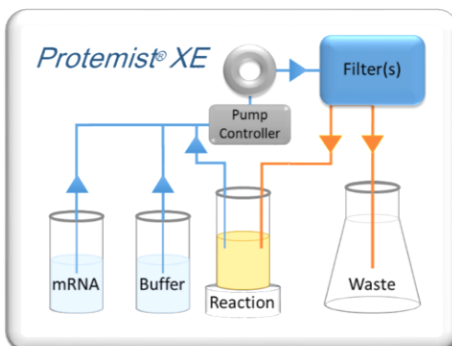 Protemist® XE
Filter(s)
Pump
Controller
mRNA
Buffer
Reaction
Waste